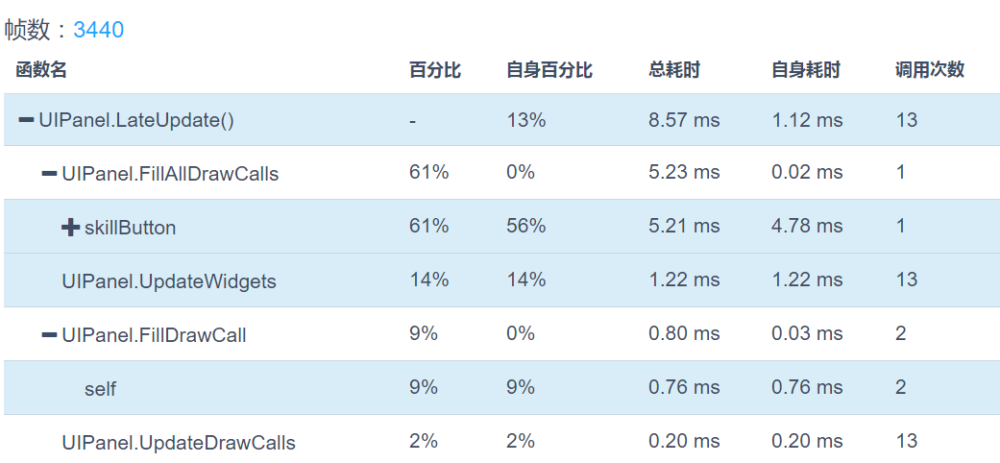 帧数：3440
函数名 百分比 自身百分比 总耗时 自身耗时 调用次数
UIPanel.LateUpdate() - 13% 8.57 ms 1.12 ms 13
UIPanel.FillAllDrawCalls 61% 0% 5.23 ms 0.02 ms 1
skillButton 61% 56% 5.21 ms 4.78 ms 1
UIPanel.UpdateWidgets 14% 14% 1.22 ms 1.22 ms 13
UIPanel.FillDrawCall 9% 0% 0.80 ms 0.03 ms 2
self 9% 9% 0.76 ms 0.76 ms 2
UIPanel.UpdateDrawCalls 2% 2% 0.20 ms 0.20 ms 13